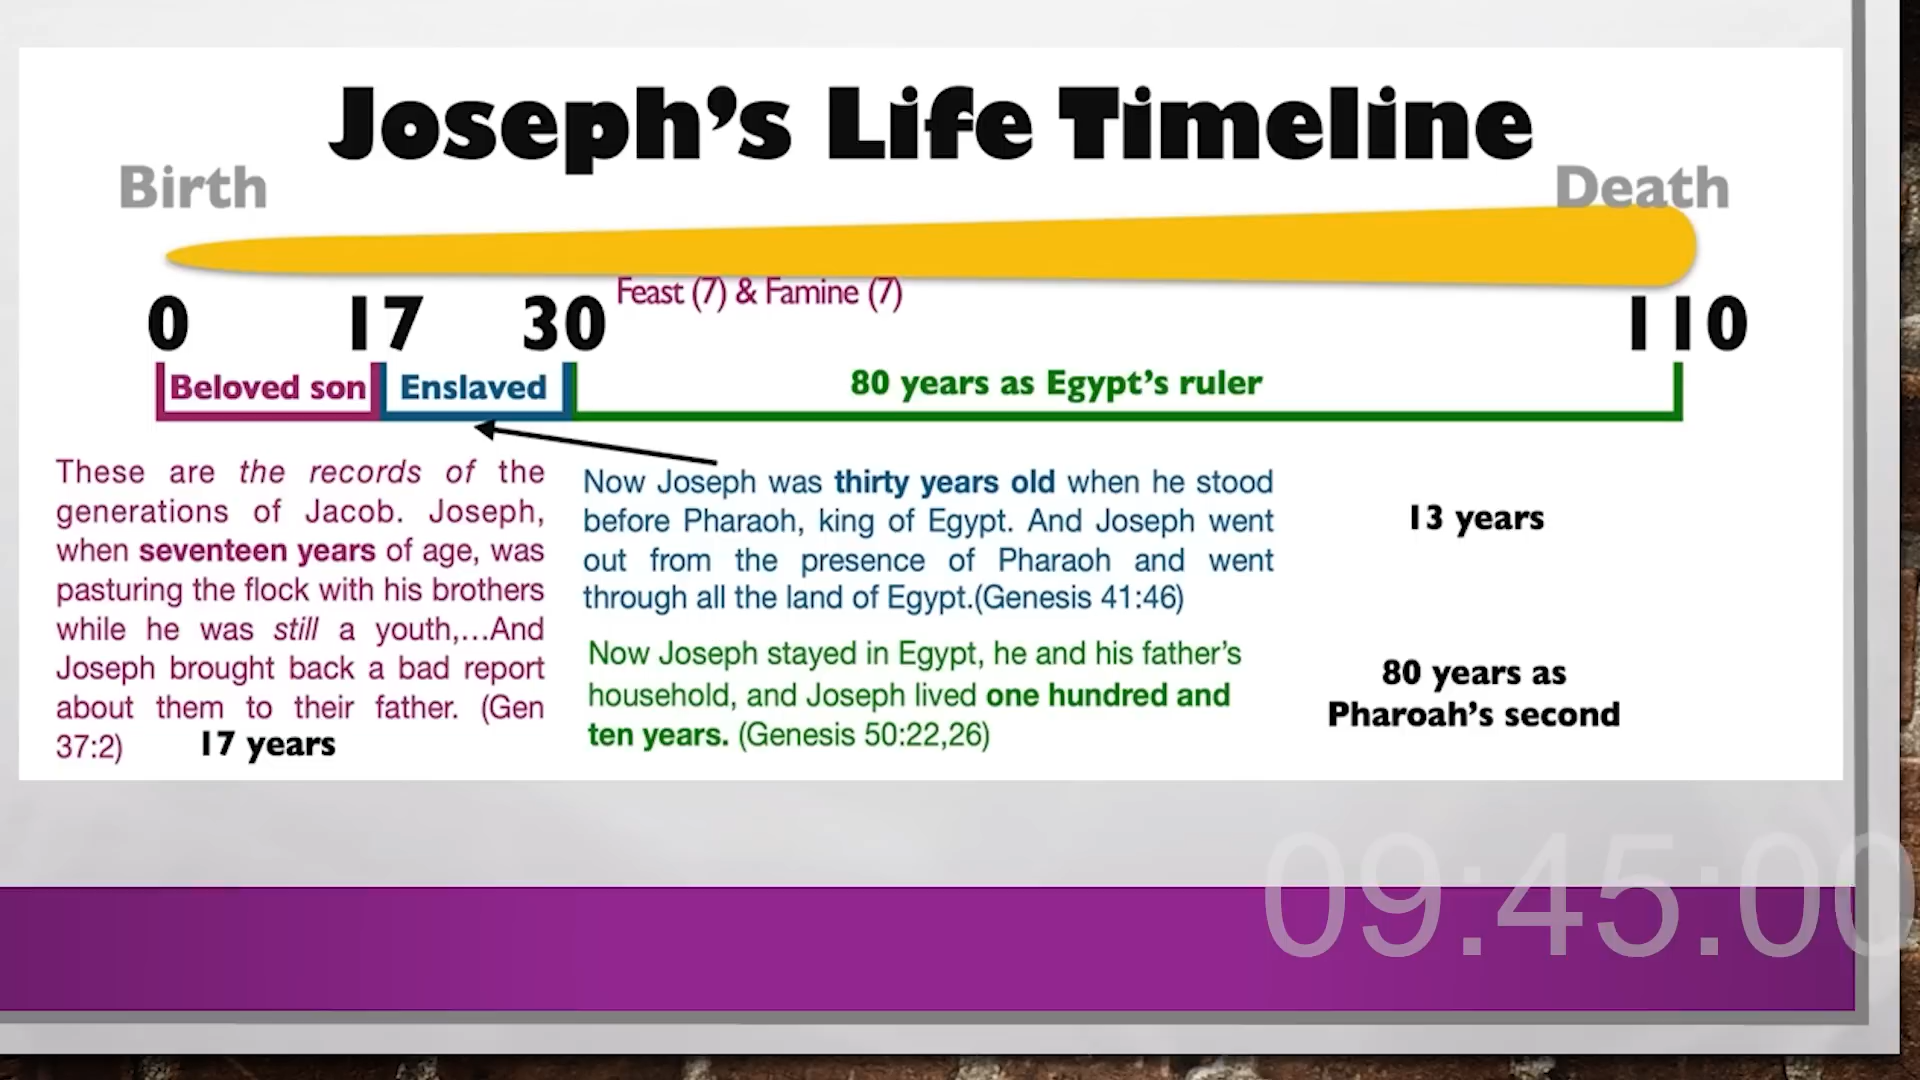 Joseph's Life Timeline
Birth
Death
Feast (7) & Famine (7)
0
17
30
110
Beloved son
Enslaved
80 years as Egypt's ruler
These are the records of the
generations of Jacob. Joseph,
when seventeen years of age, was
pasturing the flock with his brothers
while he was still a youth,...And
Joseph brought back a bad report
about them to their father. (Gen
37:2)
17 years
Now Joseph was thirty years old when he stood
before Pharaoh, king of Egypt. And Joseph went
out from the presence of Pharaoh and went
through all the land of Egypt.(Genesis 41:46)
13 years
Now Joseph stayed in Egypt, he and his father's
household, and Joseph lived one hundred and
ten years. (Genesis 50:22,26)
80 years as
Pharoah's second
09:45:00